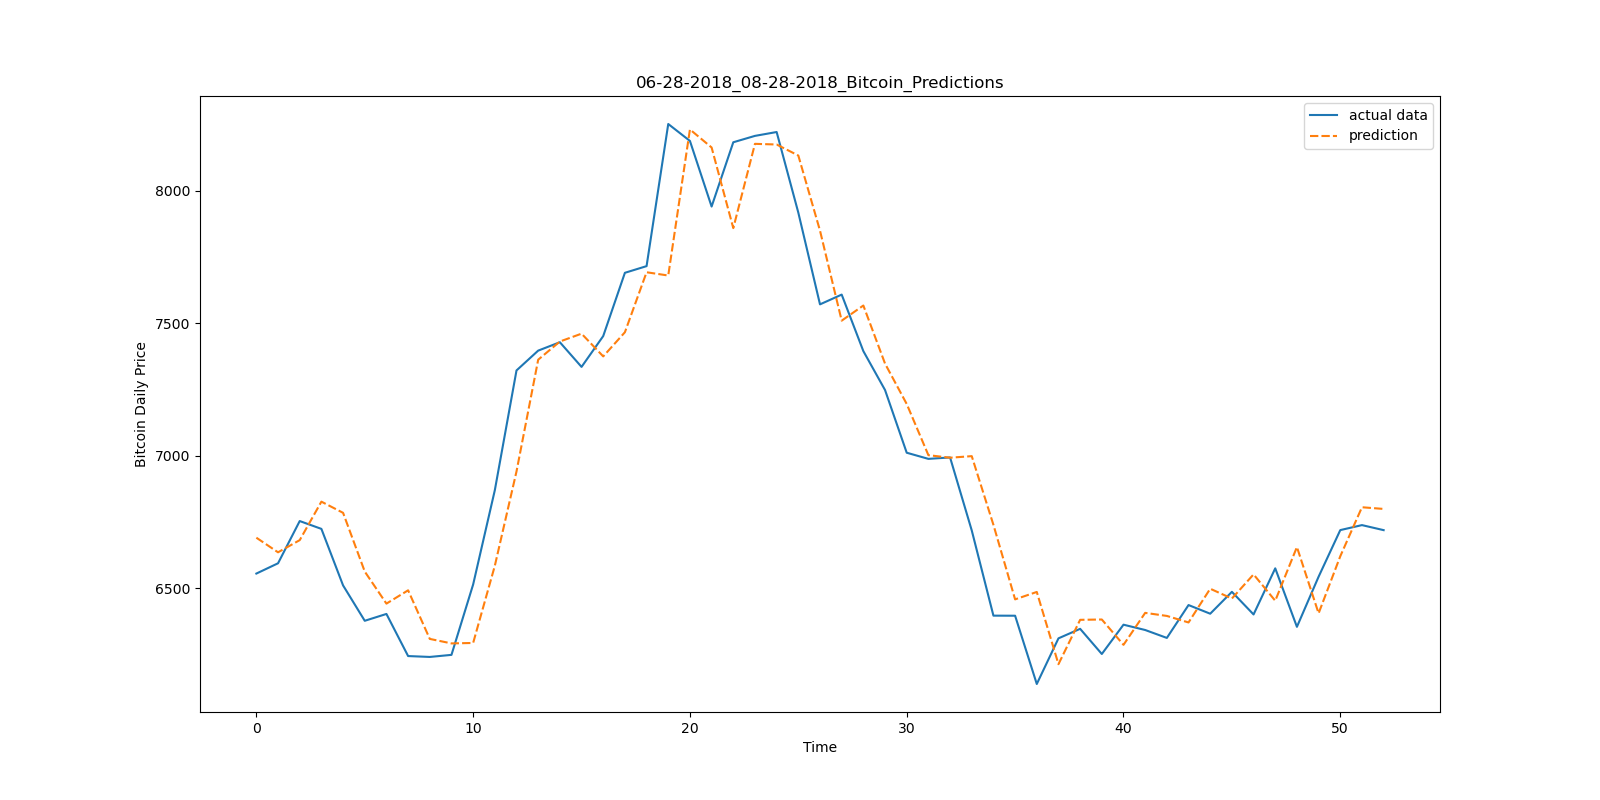 06-28-2018_08-28-2018_Bitcoin_Predictions
actual data
prediction
8000
7500
7000
6500
Bitcoin Daily Price
0 10 20 30 40 50
Time